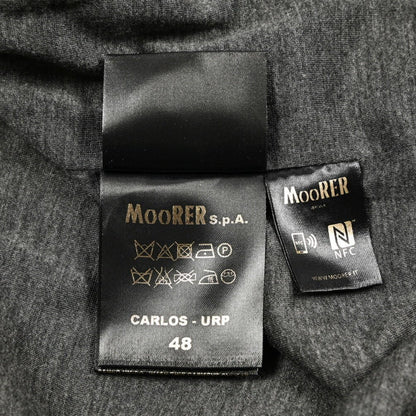 MOORER S.p.A.
CARLOS - URP
48
MOORER
NFC
WWW.MOORER.IT